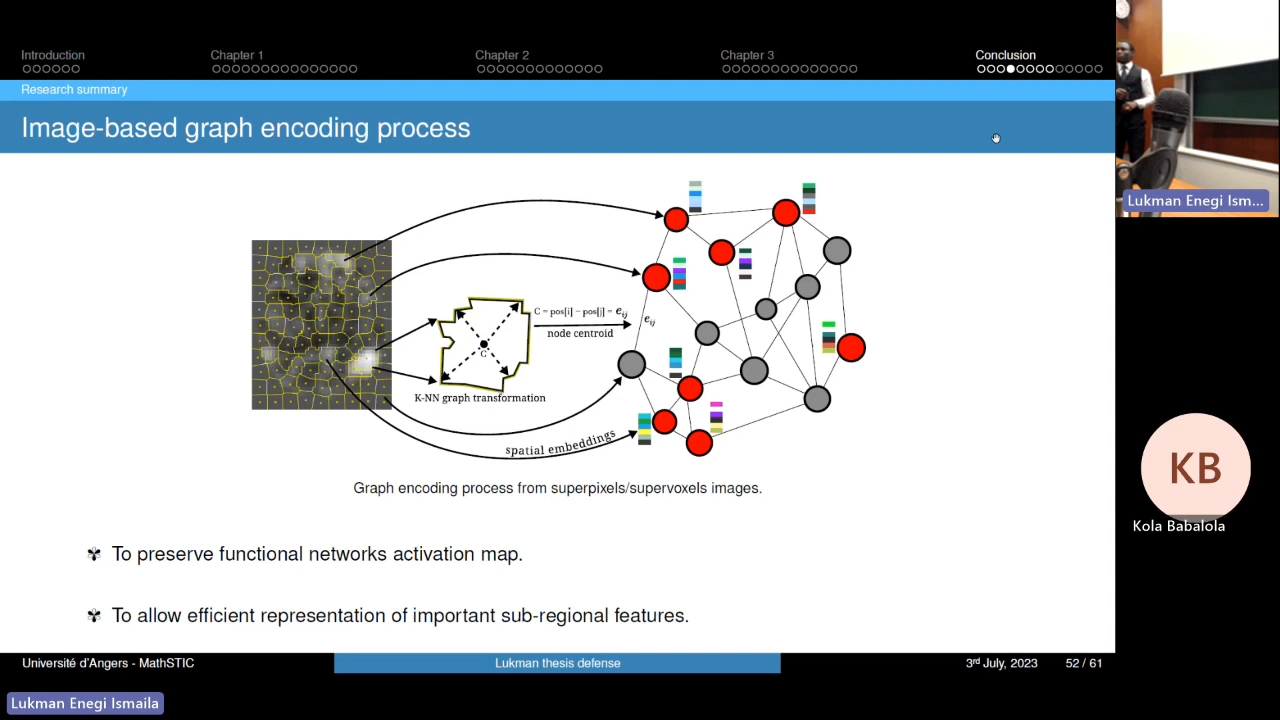 Introduction
Chapter 1
Chapter 2
Chapter 3
Conclusion
Research summary
Image-based graph encoding process
C = pos[i] − pos[j] = eij
node centroid
eij
C
K-NN graph transformation
spatial embeddings
Graph encoding process from superpixels/supervoxels images.
To preserve functional networks activation map.
To allow efficient representation of important sub-regional features.
Université d'Angers - MathSTIC
Lukman thesis defense
3rd July, 2023
52 / 61
Lukman Enegi Ismaila
Lukman Enegi Ism...
KB
Kola Babalola